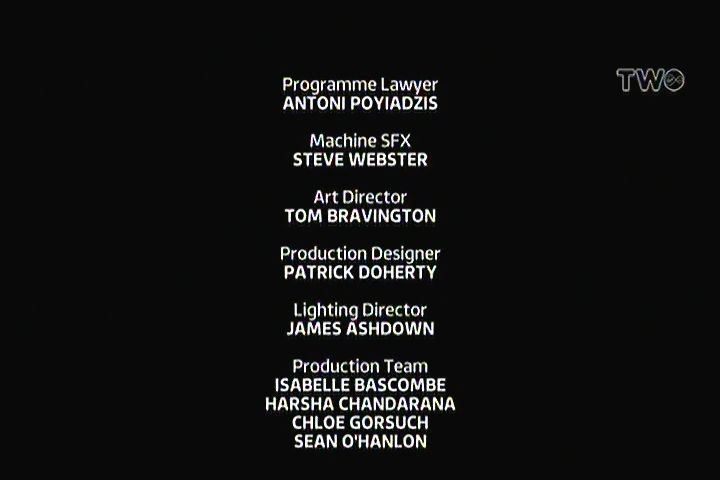 TWO
Programme Lawyer
ANTONI POYIADZIS
Machine SFX
STEVE WEBSTER
Art Director
TOM BRAVINGTON
Production Designer
PATRICK DOHERTY
Lighting Director
JAMES ASHDOWN
Production Team
ISABELLE BASCOMBE
HARSHA CHANDARANA
CHLOE GORSUCH
SEAN O'HANLON